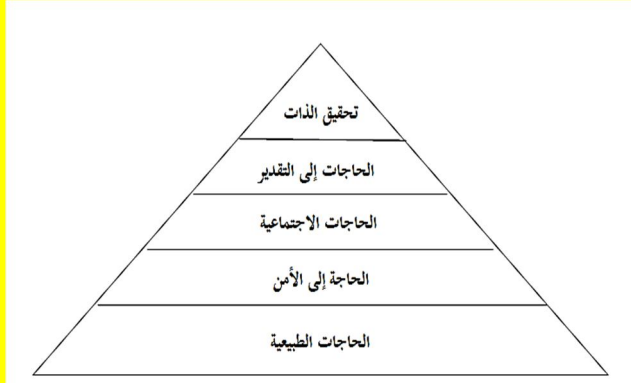 تحقيق الذات
الحاجات إلى التقدير
الحاجات الاجتماعية
الحاجة إلى الأمن
الحاجات الطبيعية